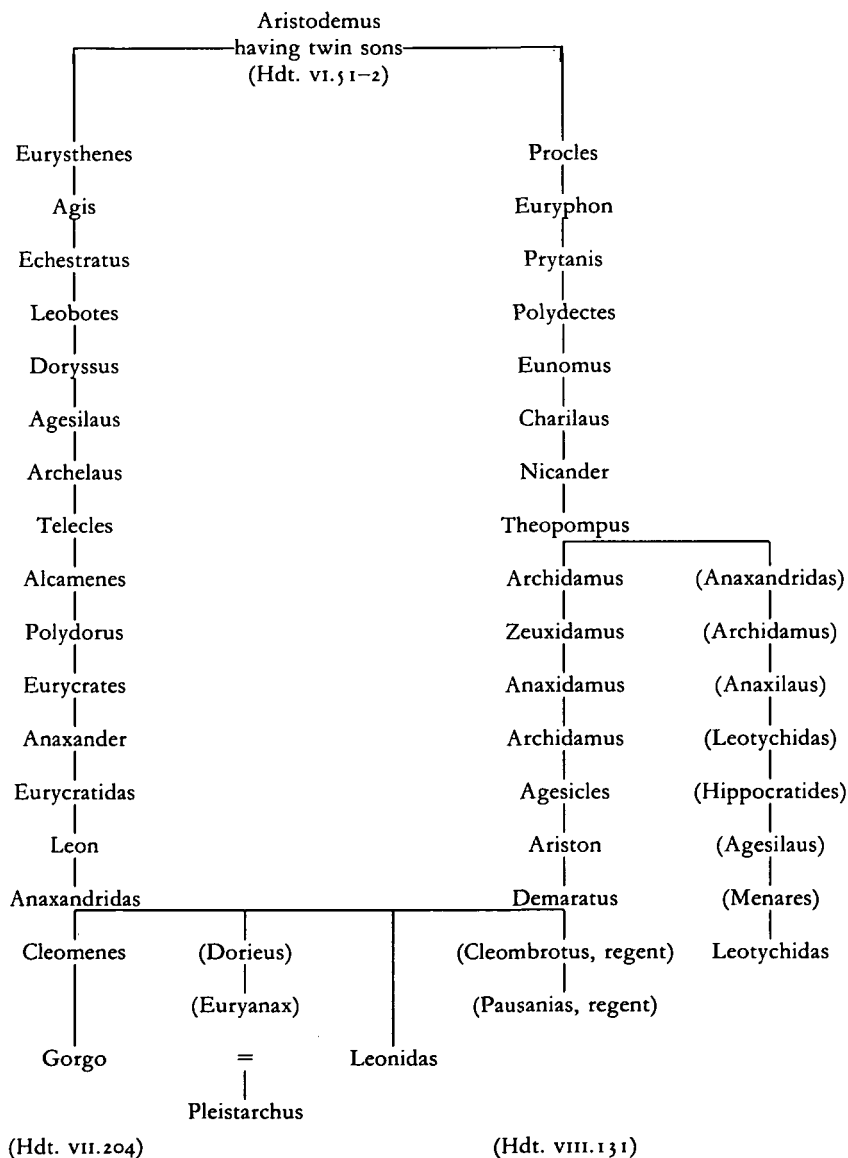 Aristodemus
having twin sons
(Hdt. VI.51–2)
Eurysthenes Procles
Agis Euryphon
Echestratus Prytanis
Leobotes Polydectes
Doryssus Eunomus
Agesilaus Charilaus
Archelaus Nicander
Telecles Theopompus
Alcamenes Archidamus (Anaxandridas)
Polydorus Zeuxidamus (Archidamus)
Eurycrates Anaxidamus (Anaxilaus)
Anaxander Archidamus (Leotychidas)
Eurycratidas Agesicles (Hippocratides)
Leon Ariston (Agesilaus)
Anaxandridas Demaratus (Menares)
Cleomenes (Dorieus) (Cleombrotus, regent) Leotychidas
(Euryanax) (Pausanias, regent)
Gorgo = Leonidas
Pleistarchus
(Hdt. VII.204) (Hdt. VIII.131)